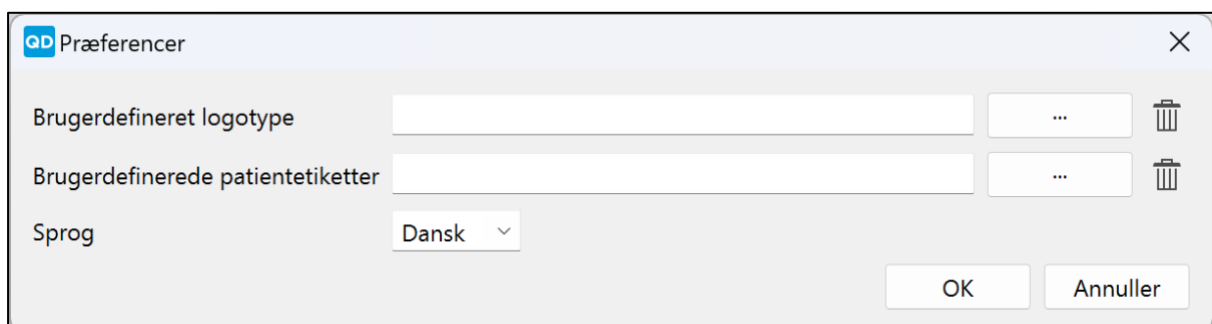 QD Præferencer
Brugerdefineret logotype ...
Brugerdefinerede patientetiketter ...
Sprog Dansk
OK Annuller